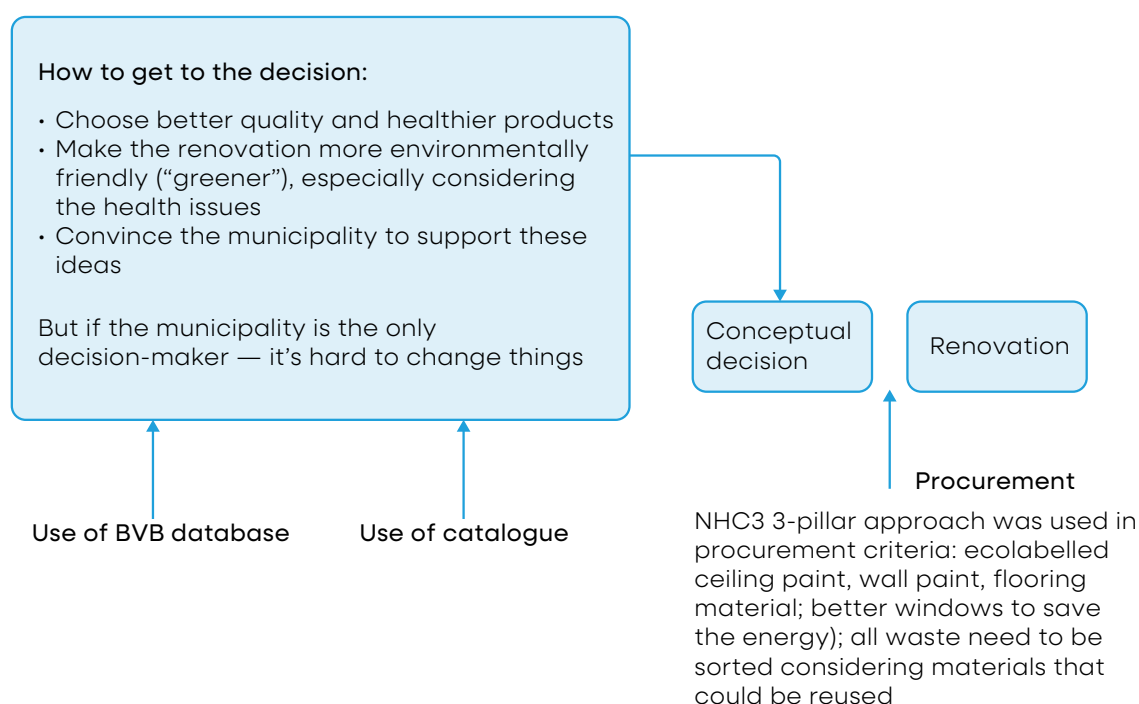 How to get to the decision:
• Choose better quality and healthier products
• Make the renovation more environmentally
friendly (“greener”), especially considering
the health issues
• Convince the municipality to support these
ideas
But if the municipality is the only
decision-maker — it’s hard to change things
Conceptual
decision
Renovation
Use of BVB database
Use of catalogue
Procurement
NHC3 3-pillar approach was used in
procurement criteria: ecolabelled
ceiling paint, wall paint, flooring
material; better windows to save
the energy); all waste need to be
sorted considering materials that
could be reused